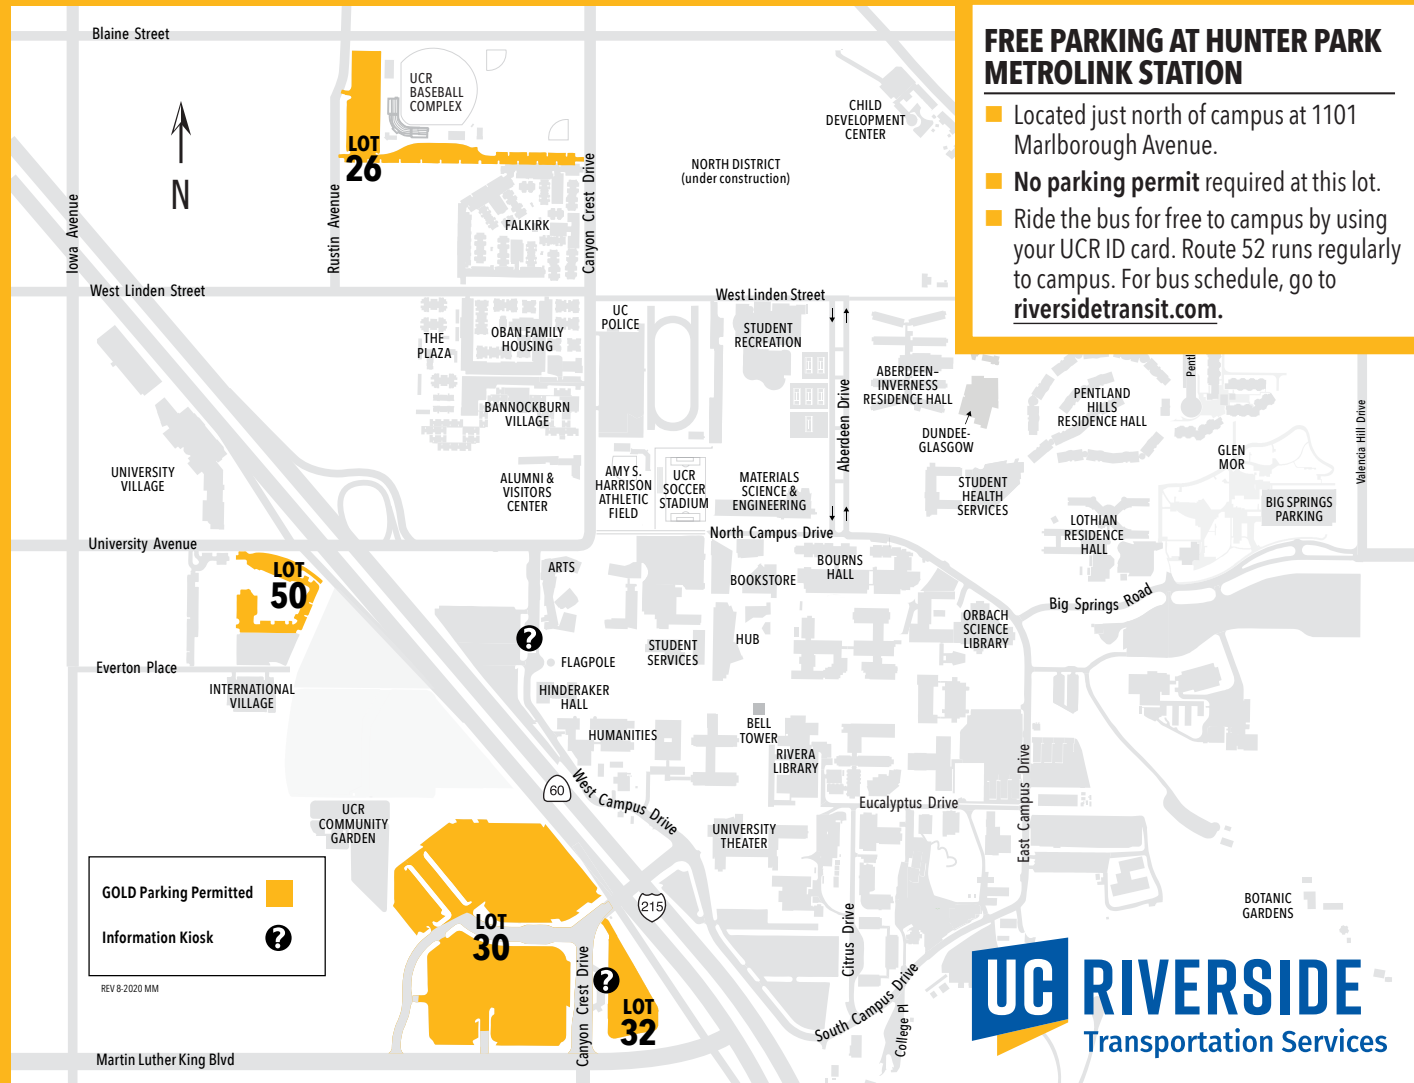 FREE PARKING AT HUNTER PARK
METROLINK STATION
Located just north of campus at 1101
Marlborough Avenue.
No parking permit required at this lot.
Ride the bus for free to campus by using
your UCR ID card. Route 52 runs regularly
to campus. For bus schedule, go to
riversidetransit.com.
Blaine Street
UCR
BASEBALL
COMPLEX
LOT
26
N
CHILD
DEVELOPMENT
CENTER
NORTH DISTRICT
(under construction)
Iowa Avenue
Rustin Avenue
Canyon Crest Drive
FALKIRK
West Linden Street
West Linden Street
THE
PLAZA
OBAN FAMILY
HOUSING
UC
POLICE
STUDENT
RECREATION
Aberdeen Drive
ABERDEEN–
INVERNESS
RESIDENCE HALL
DUNDEE-
GLASGOW
PENTLAND
HILLS
RESIDENCE HALL
Pentl
Valencia Hill Drive
BANNOCKBURN
VILLAGE
UNIVERSITY
VILLAGE
ALUMNI &
VISITORS
CENTER
AMY S.
HARRISON
ATHLETIC
FIELD
UCR
SOCCER
STADIUM
MATERIALS
SCIENCE &
ENGINEERING
STUDENT
HEALTH
SERVICES
GLEN
MOR
BIG SPRINGS
PARKING
LOTHIAN
RESIDENCE
HALL
University Avenue
North Campus Drive
LOT
50
ARTS
BOOKSTORE
BOURNS
HALL
Big Springs Road
ORBACH
SCIENCE
LIBRARY
?
HUB
STUDENT
SERVICES
FLAGPOLE
Everton Place
INTERNATIONAL
VILLAGE
HINDERAKER
HALL
HUMANITIES
BELL
TOWER
RIVERA
LIBRARY
60
West Campus Drive
Eucalyptus Drive
East Campus Drive
UCR
COMMUNITY
GARDEN
UNIVERSITY
THEATER
GOLD Parking Permitted
Information Kiosk
?
REV 8-2020 MM
LOT
30
215
Canyon Crest Drive
?
LOT
32
Citrus Drive
South Campus Drive
College Pl
BOTANIC
GARDENS
Martin Luther King Blvd
UC RIVERSIDE
Transportation Services